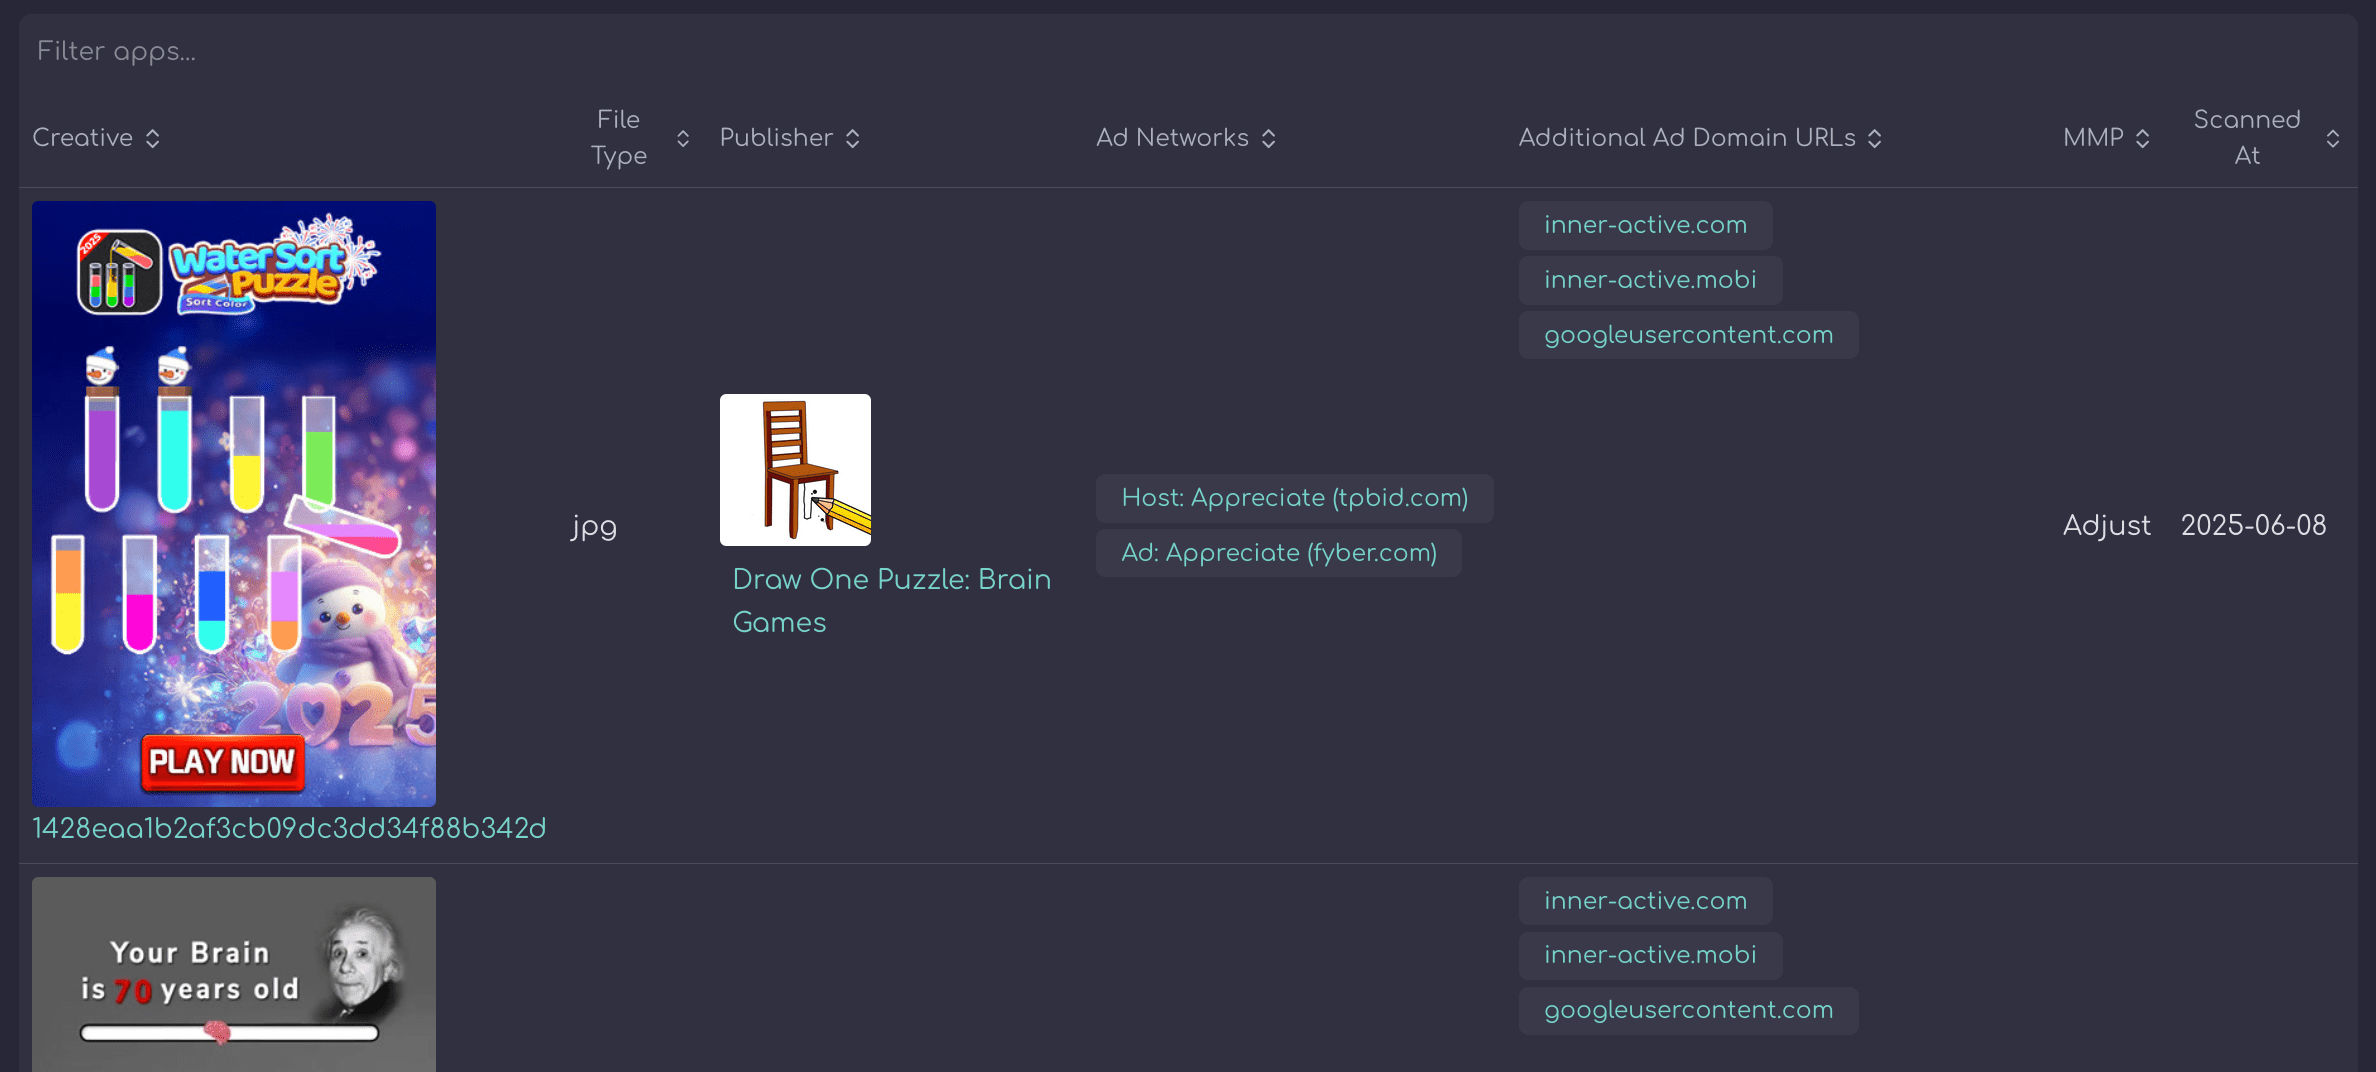 Filter apps...
Creative
File
Type
Publisher
Ad Networks
Additional Ad Domain URLs
MMP
Scanned
At
2025
Water Sort
Puzzle
Sort Color
2025
PLAY NOW
1428eaa1b2af3cb09dc3dd34f88b342d
jpg
Draw One Puzzle: Brain
Games
Host: Appreciate (tpbid.com)
Ad: Appreciate (fyber.com)
inner-active.com
inner-active.mobi
googleusercontent.com
Adjust
2025-06-08
Your Brain
is 70 years old
inner-active.com
inner-active.mobi
googleusercontent.com